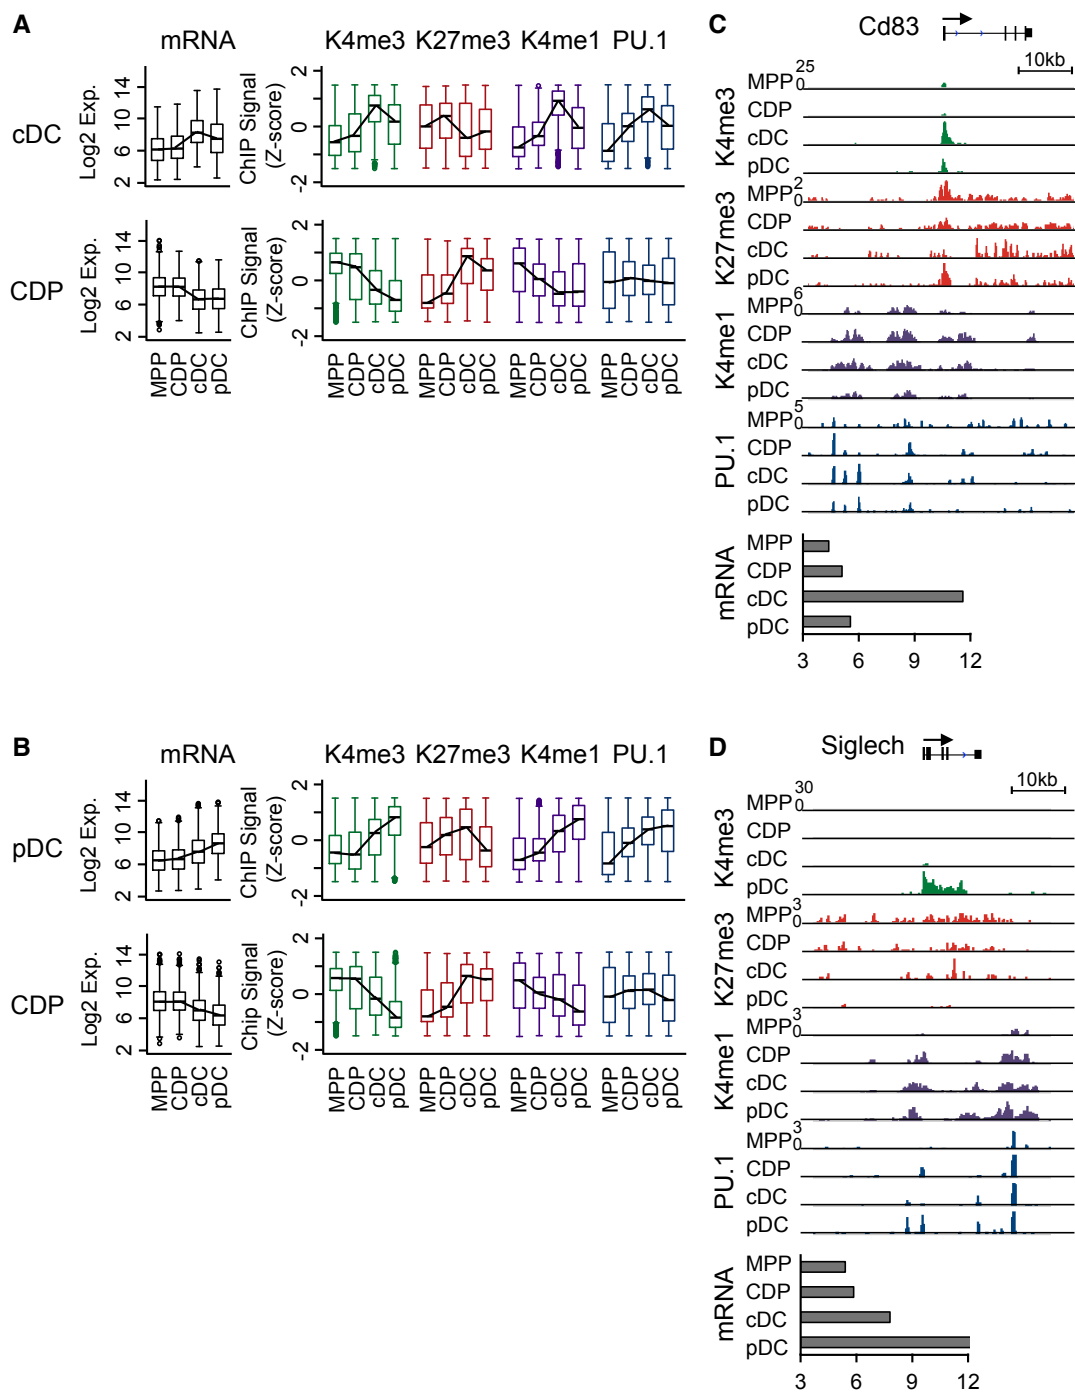 A
mRNA
K4me3 K27me3 K4me1 PU.1
cDC
Log2 Exp.
14
10
6
2
ChIP Signal
(Z-score)
2
0
-2
CDP
Log2 Exp.
14
10
6
2
ChIP Signal
(Z-score)
2
0
-2
MPP
CDP
cDC
pDC
MPP
CDP
cDC
pDC
MPP
CDP
cDC
pDC
MPP
CDP
cDC
pDC
MPP
CDP
cDC
pDC
B
mRNA
K4me3 K27me3 K4me1 PU.1
pDC
Log2 Exp.
14
10
6
2
ChIP Signal
(Z-score)
2
0
-2
CDP
Log2 Exp.
14
10
6
2
Chip Signal
(Z-score)
2
0
-2
MPP
CDP
cDC
pDC
MPP
CDP
cDC
pDC
MPP
CDP
cDC
pDC
MPP
CDP
cDC
pDC
MPP
CDP
cDC
pDC
C
Cd83
10kb
K4me3
25
MPP 0
CDP
cDC
pDC
K27me3
MPP 2
0
CDP
cDC
pDC
K4me1
6
MPP 0
CDP
cDC
pDC
PU.1
5
MPP 0
CDP
cDC
pDC
mRNA
MPP
CDP
cDC
pDC
3 6 9 12
D
Siglech
10kb
K4me3
30
MPP 0
CDP
cDC
pDC
K27me3
3
MPP 0
CDP
cDC
pDC
K4me1
3
MPP 0
CDP
cDC
pDC
PU.1
3
MPP 0
CDP
cDC
pDC
mRNA
MPP
CDP
cDC
pDC
3 6 9 12